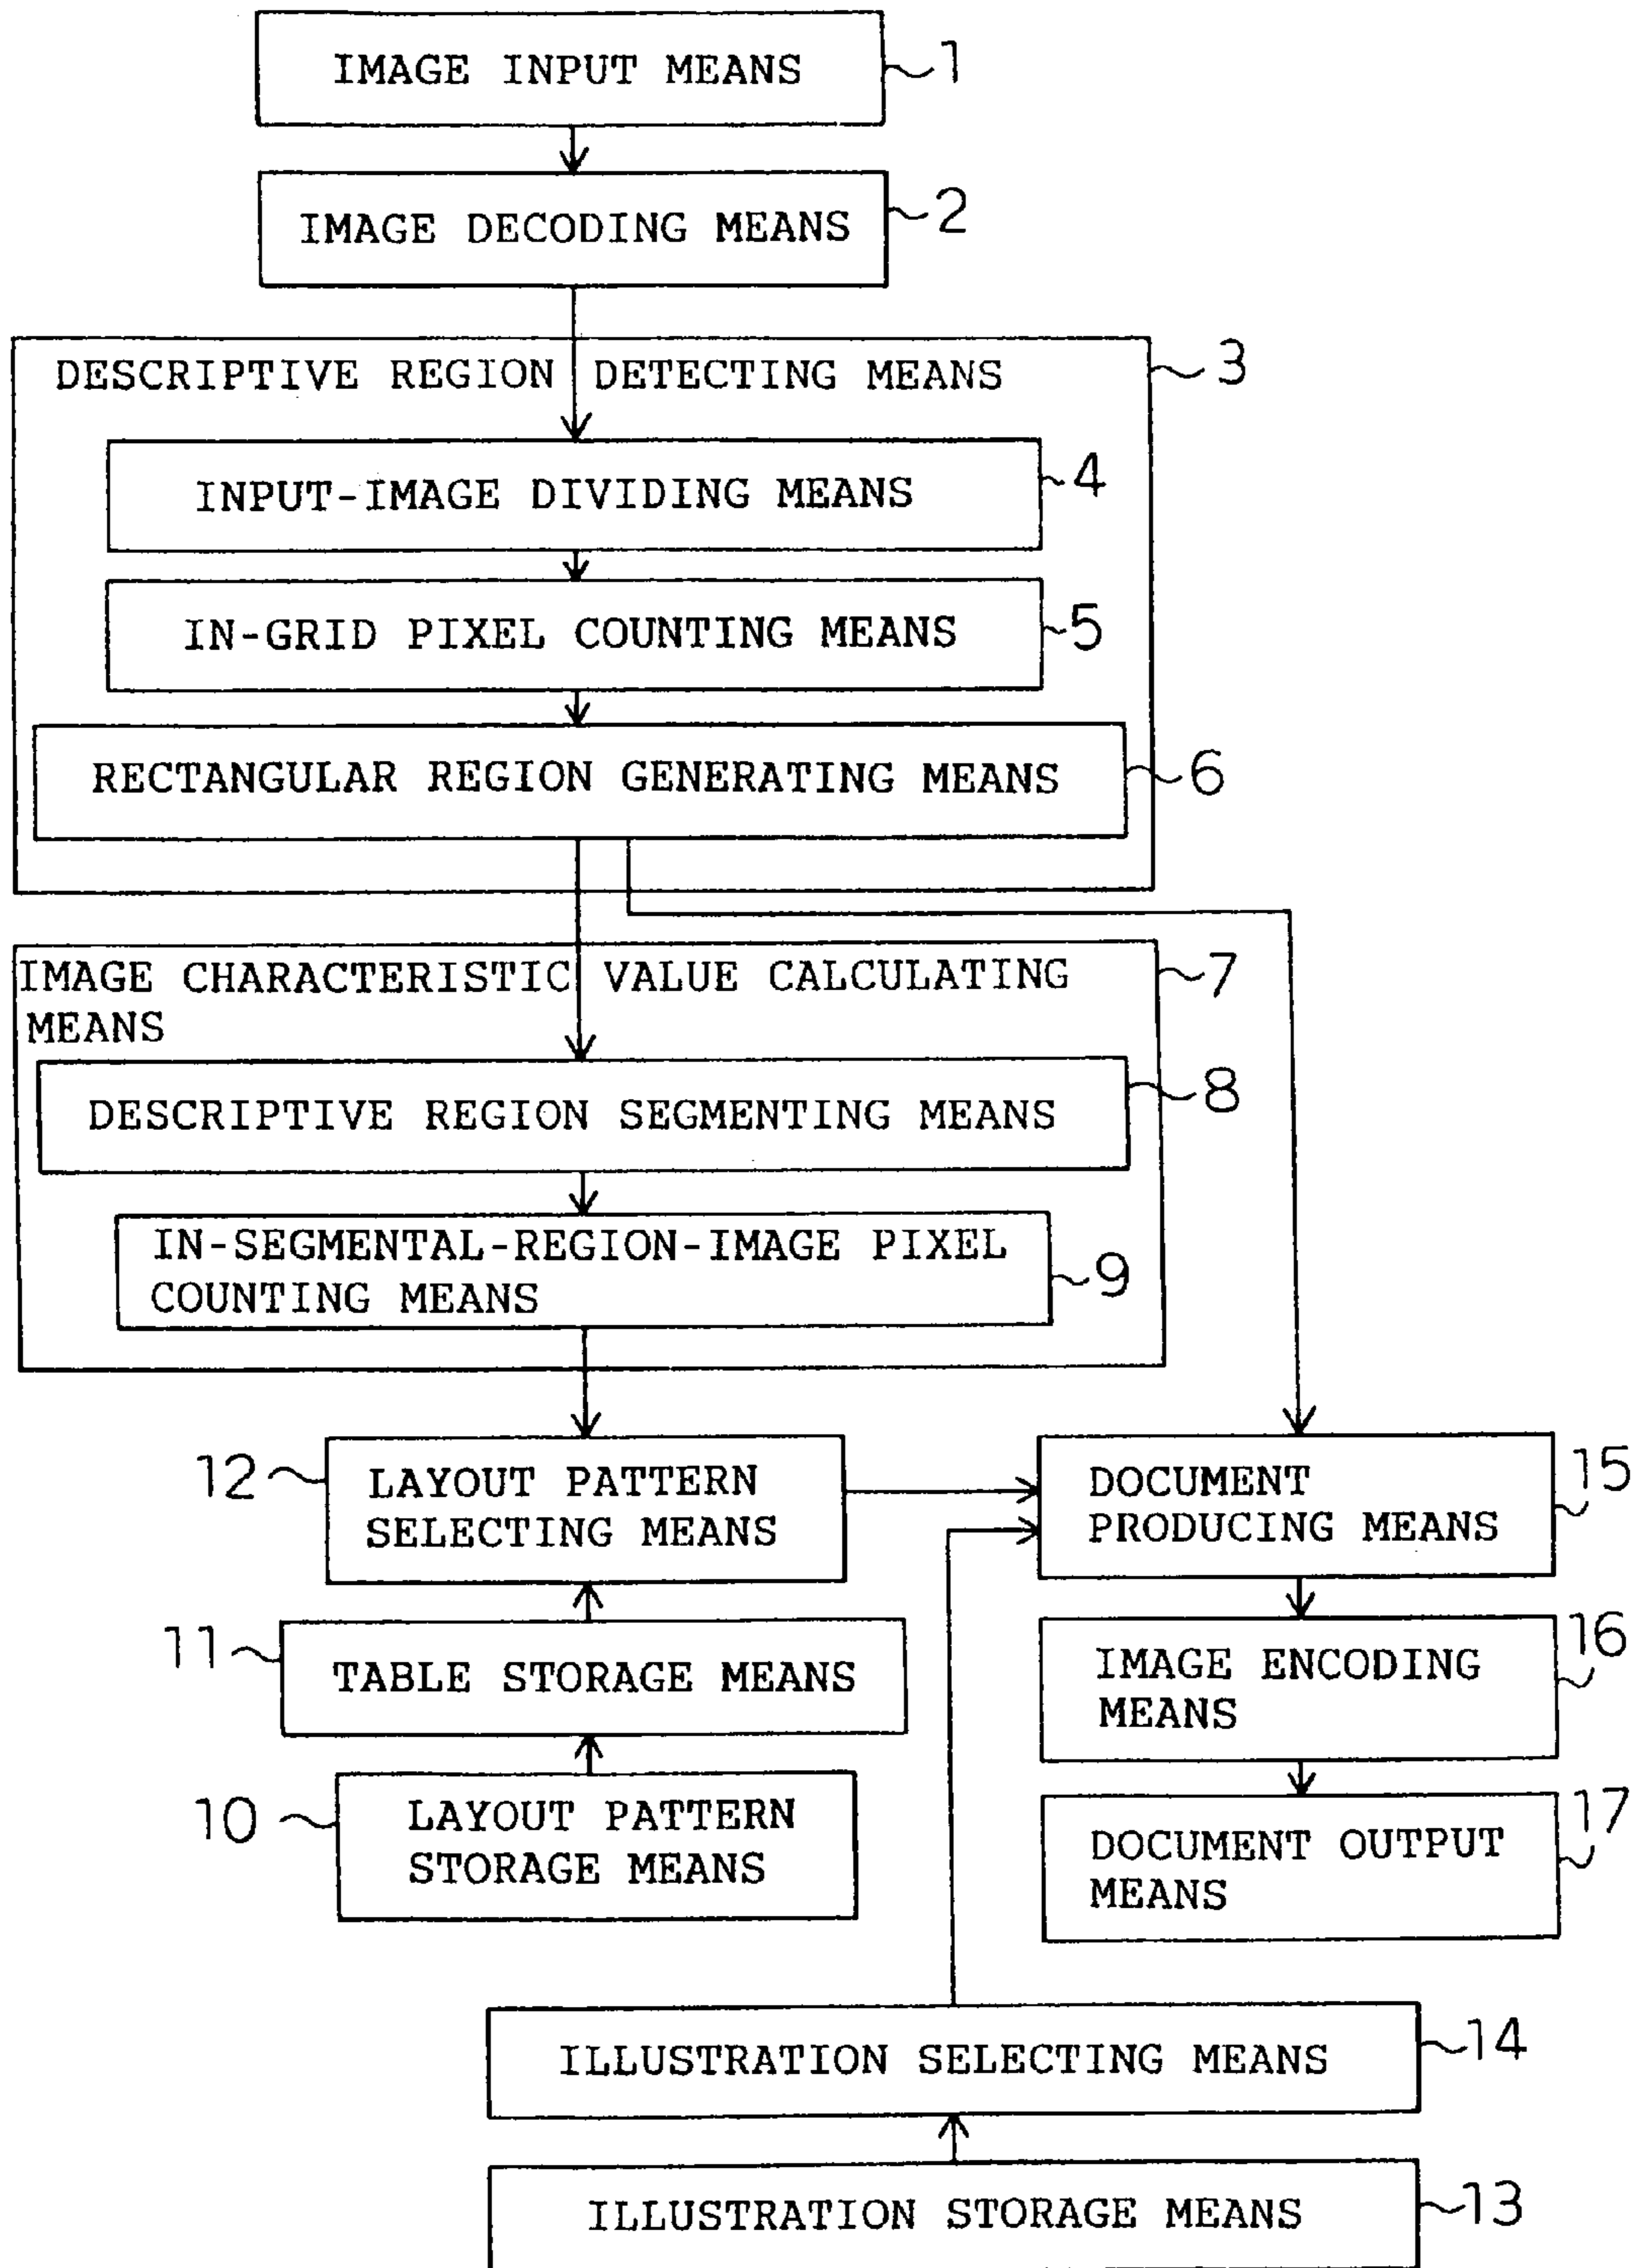 IMAGE INPUT MEANS 1
IMAGE DECODING MEANS 2
DESCRIPTIVE REGION DETECTING MEANS 3
INPUT-IMAGE DIVIDING MEANS 4
IN-GRID PIXEL COUNTING MEANS 5
RECTANGULAR REGION GENERATING MEANS 6
IMAGE CHARACTERISTIC VALUE CALCULATING 7
MEANS
DESCRIPTIVE REGION SEGMENTING MEANS 8
IN-SEGMENTAL-REGION-IMAGE PIXEL
COUNTING MEANS 9
12 LAYOUT PATTERN
SELECTING MEANS
DOCUMENT 15
PRODUCING MEANS
11 TABLE STORAGE MEANS
IMAGE ENCODING 16
MEANS
10 LAYOUT PATTERN
STORAGE MEANS
DOCUMENT OUTPUT 17
MEANS
ILLUSTRATION SELECTING MEANS 14
ILLUSTRATION STORAGE MEANS 13